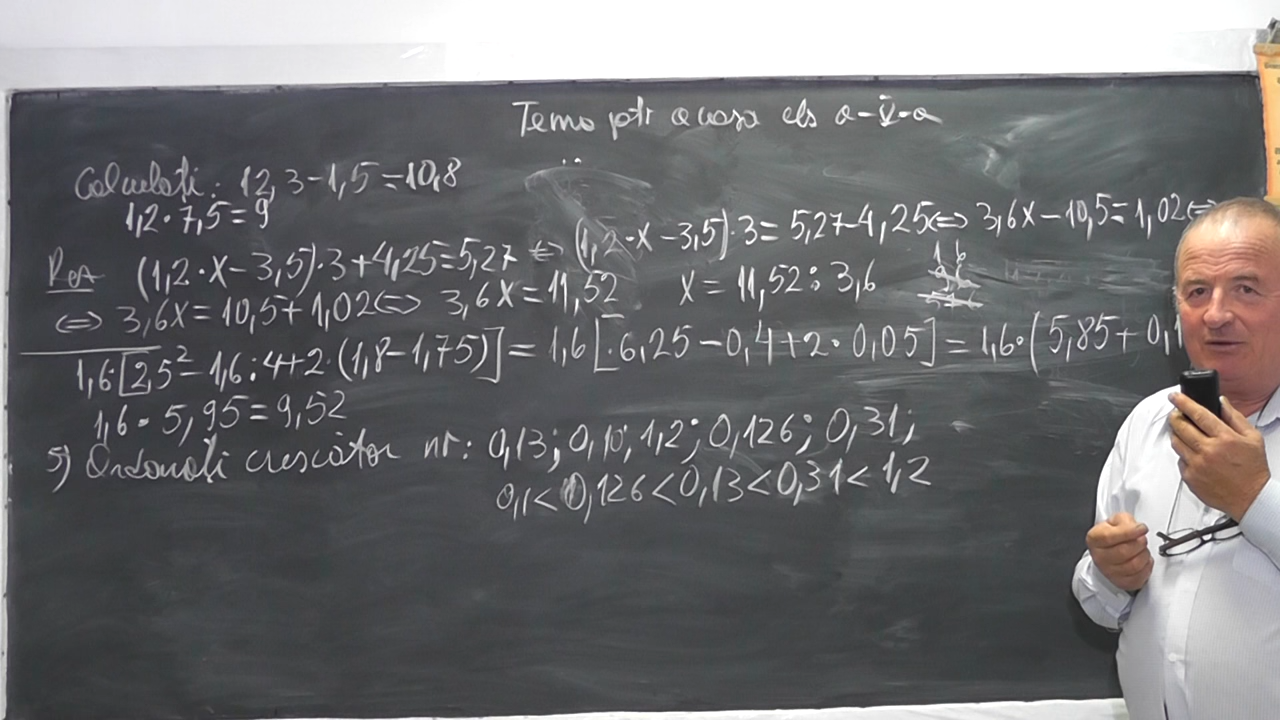 Tema ptr acasa cls a-V-a
Calculați: 12,3-1,5=10,8
1,2·7,5=9
Rez (1,2·x-3,5)·3+4,25=5,27 ⇔ (1,2·x-3,5)·3=5,27-4,25⇔ 3,6x-10,5=1,02⇔
⇔ 3,6x=10,5+1,02⇔ 3,6x=11,52 x=11,52:3,6
1,6·[2,5²-1,6:4+2·(1,8-1,75)]=1,6[·6,25-0,4+2·0,05]=1,6·(5,85+0,1
1,6·5,95=9,52
5) Ordonați crescător nr: 0,13; 0,10; 1,2; 0,126; 0,31;
0,1<0,126<0,13<0,31<1,2